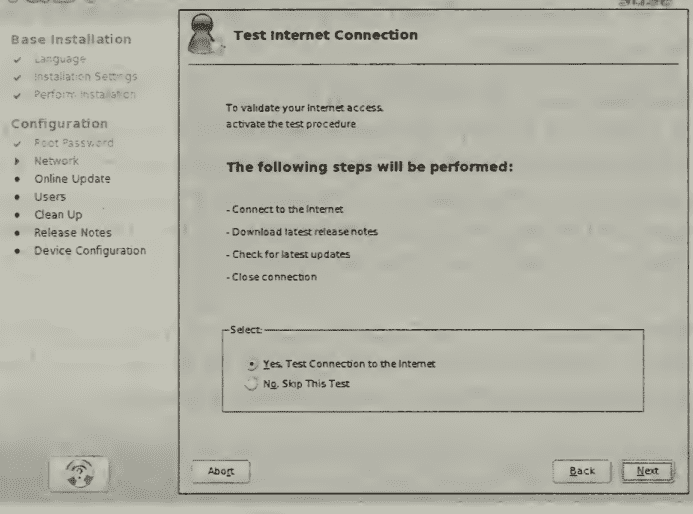 Base Installation
Language
Installation Settings
Perform Installation
Configuration
Root Password
Network
Online Update
Users
Clean Up
Release Notes
Device Configuration
Test Internet Connection
To validate your Internet access,
activate the test procedure
The following steps will be performed:
- Connect to the Internet
- Download latest release notes
- Check for latest updates
- Close connection
Select:
Yes, Test Connection to the Internet
No, Skip This Test
Abort
Back
Next